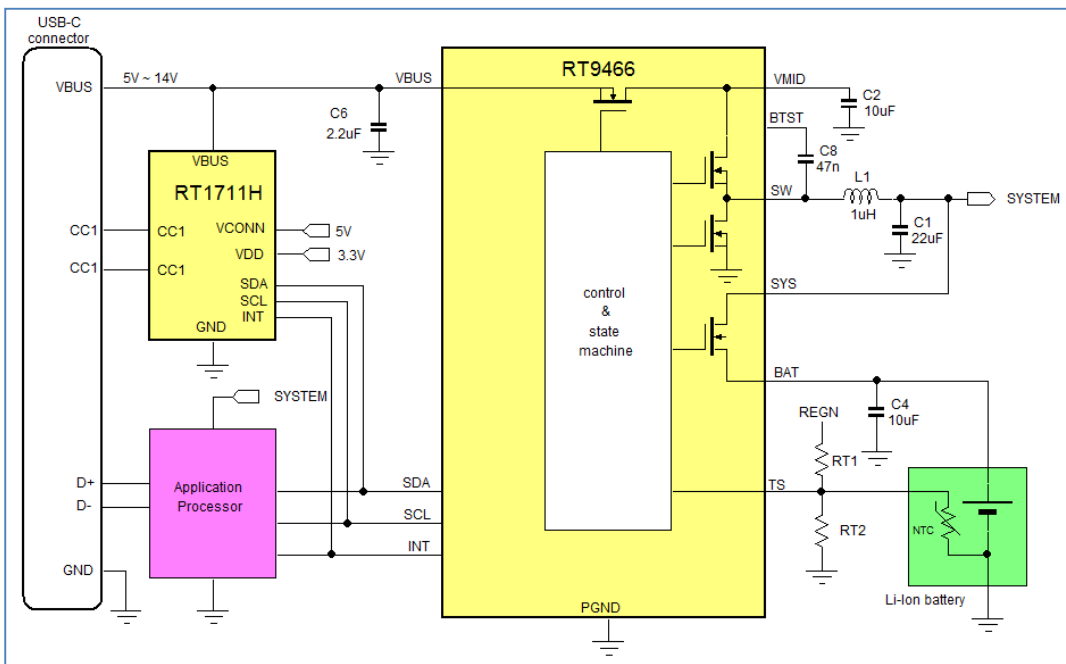 USB-C
connector
VBUS
5V ~ 14V
C6
2.2uF
VBUS
RT9466
VMID
C2
10uF
BTST
C8
47n
SW
L1
1uH
SYSTEM
C1
22uF
VBUS
RT1711H
CC1
CC1
VCONN
5V
CC1
CC1
VDD
3.3V
SDA
SCL
INT
GND
control
&
state
machine
SYS
BAT
C4
10uF
REGN
RT1
SYSTEM
D+
D-
Application
Processor
SDA
SCL
INT
TS
RT2
NTC
Li-Ion battery
GND
PGND